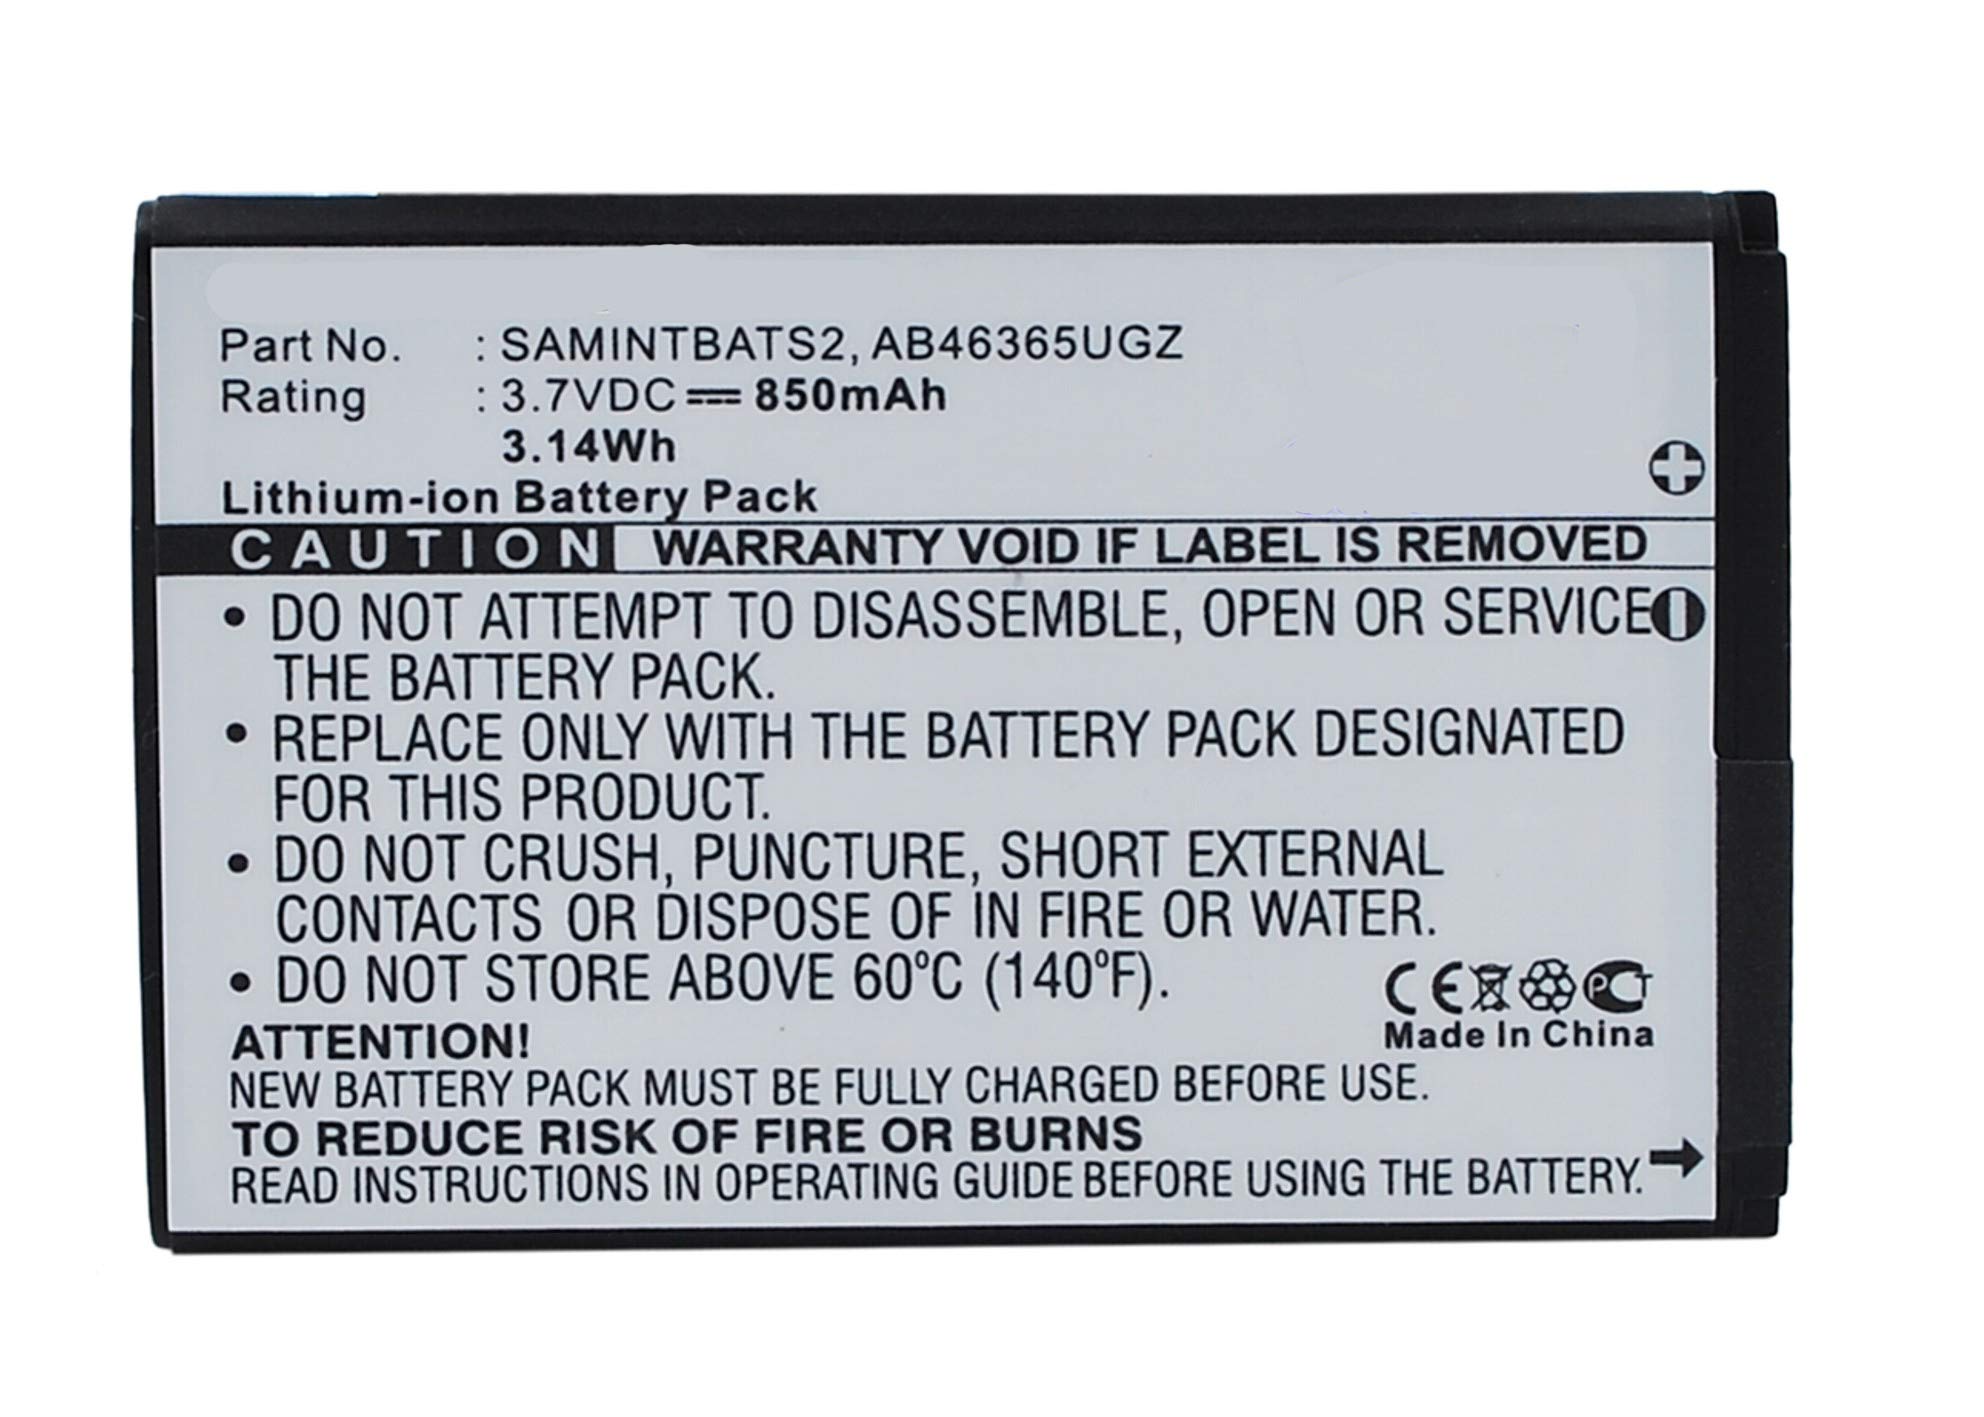 Part No. : SAMINTBATS2, AB46365UGZ
Rating : 3.7VDC 850mAh
3.14Wh
Lithium-ion Battery Pack
CAUTION WARRANTY VOID IF LABEL IS REMOVED
• DO NOT ATTEMPT TO DISASSEMBLE, OPEN OR SERVICE
THE BATTERY PACK.
• REPLACE ONLY WITH THE BATTERY PACK DESIGNATED
FOR THIS PRODUCT.
• DO NOT CRUSH, PUNCTURE, SHORT EXTERNAL
CONTACTS OR DISPOSE OF IN FIRE OR WATER.
• DO NOT STORE ABOVE 60°C (140°F).
CE PCT
Made In China
ATTENTION!
NEW BATTERY PACK MUST BE FULLY CHARGED BEFORE USE.
TO REDUCE RISK OF FIRE OR BURNS
READ INSTRUCTIONS IN OPERATING GUIDE BEFORE USING THE BATTERY.